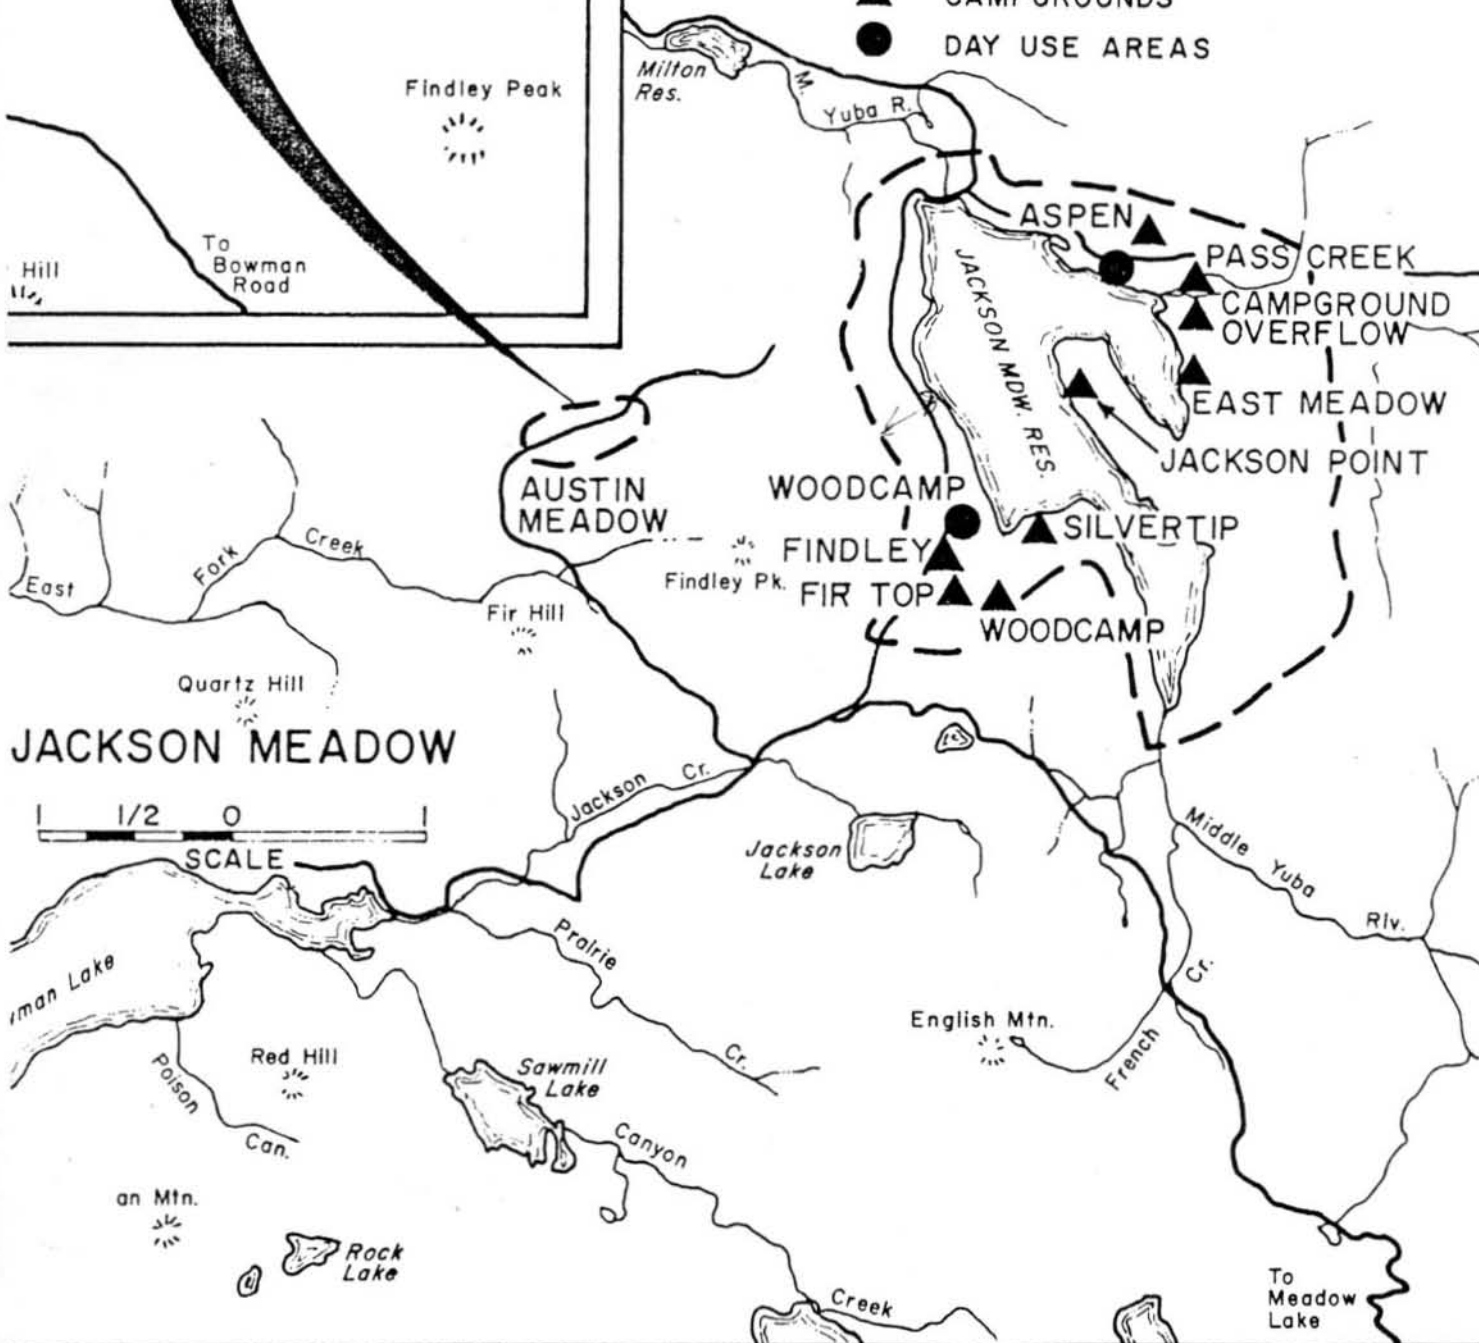 CAMPGROUNDS
DAY USE AREAS
Findley Peak
Milton
Res.
M.
Yuba R.
To
Bowman
Road
Hill
ASPEN
PASS CREEK
CAMPGROUND
OVERFLOW
EAST MEADOW
JACKSON POINT
JACKSON MDW. RES.
AUSTIN
MEADOW
WOODCAMP
SILVERTIP
FINDLEY
FIR TOP
WOODCAMP
Findley Pk.
East
Fork
Creek
Fir Hill
Quartz Hill
JACKSON MEADOW
1 1/2 0 1
SCALE
Jackson Cr.
Jackson
Lake
Middle Yuba Riv.
Prairie
Cr.
man Lake
Poison
Can.
Red Hill
Sawmill
Lake
English Mtn.
French
Cr.
Canyon
Creek
an Mtn.
Rock
Lake
To
Meadow
Lake